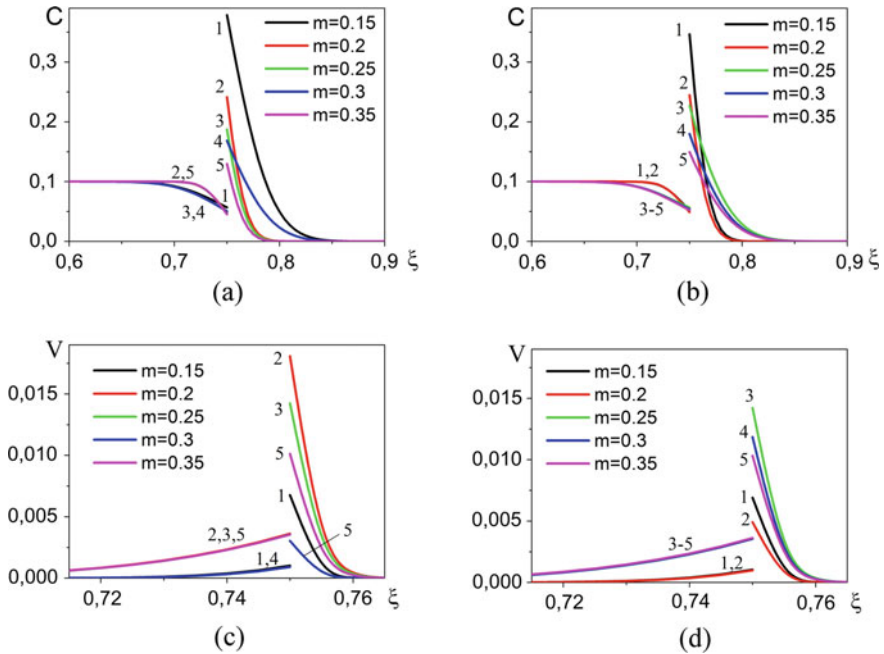 C
m=0.15
m=0.2
m=0.25
m=0.3
m=0.35
0,3
0,2
0,1
0,0
1
2
3
4
5
2,5
1
3,4
0,6 0,7 0,8 0,9 ξ
(a)
C
m=0.15
m=0.2
m=0.25
m=0.3
m=0.35
0,3
0,2
0,1
0,0
1
2
3
4
5
1,2
3-5
0,6 0,7 0,8 0,9 ξ
(b)
V
m=0.15
m=0.2
m=0.25
m=0.3
m=0.35
0,015
0,010
0,005
0,000
2
3
5
1
5
2,3,5
1,4
0,72 0,74 0,76 ξ
(c)
V
m=0.15
m=0.2
m=0.25
m=0.3
m=0.35
0,015
0,010
0,005
0,000
3
4
5
1
2
3-5
1,2
0,72 0,74 0,76 ξ
(d)